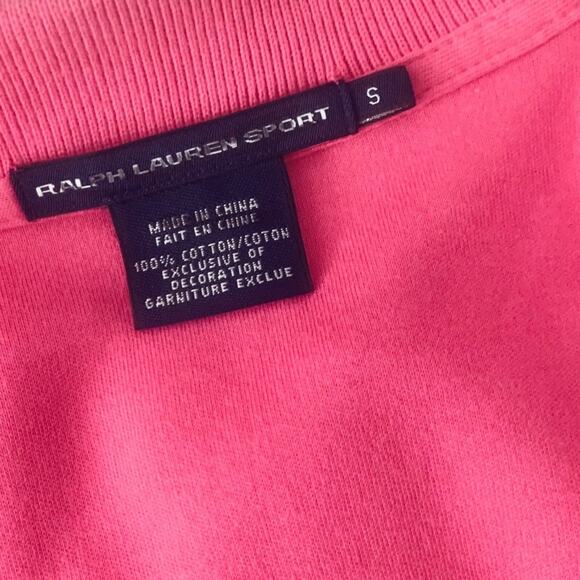 RALPH LAUREN SPORT
S
MADE IN CHINA
FAIT EN CHINE
100% COTTON/COTON
EXCLUSIVE OF
DECORATION
GARNITURE EXCLUE